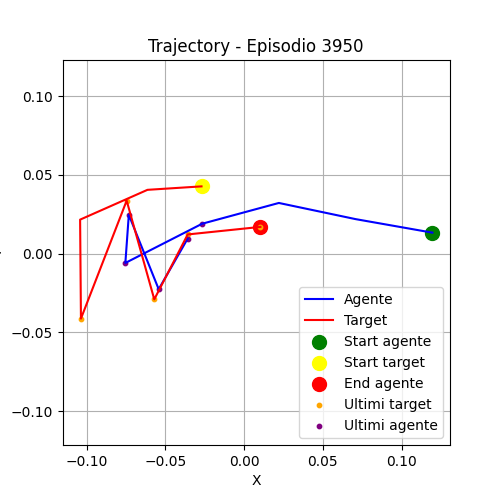 Trajectory - Episodio 3950
0.10
0.05
0.00
−0.05
−0.10
−0.10
−0.05
0.00
0.05
0.10
X
Agente
Target
Start agente
Start target
End agente
Ultimi target
Ultimi agente